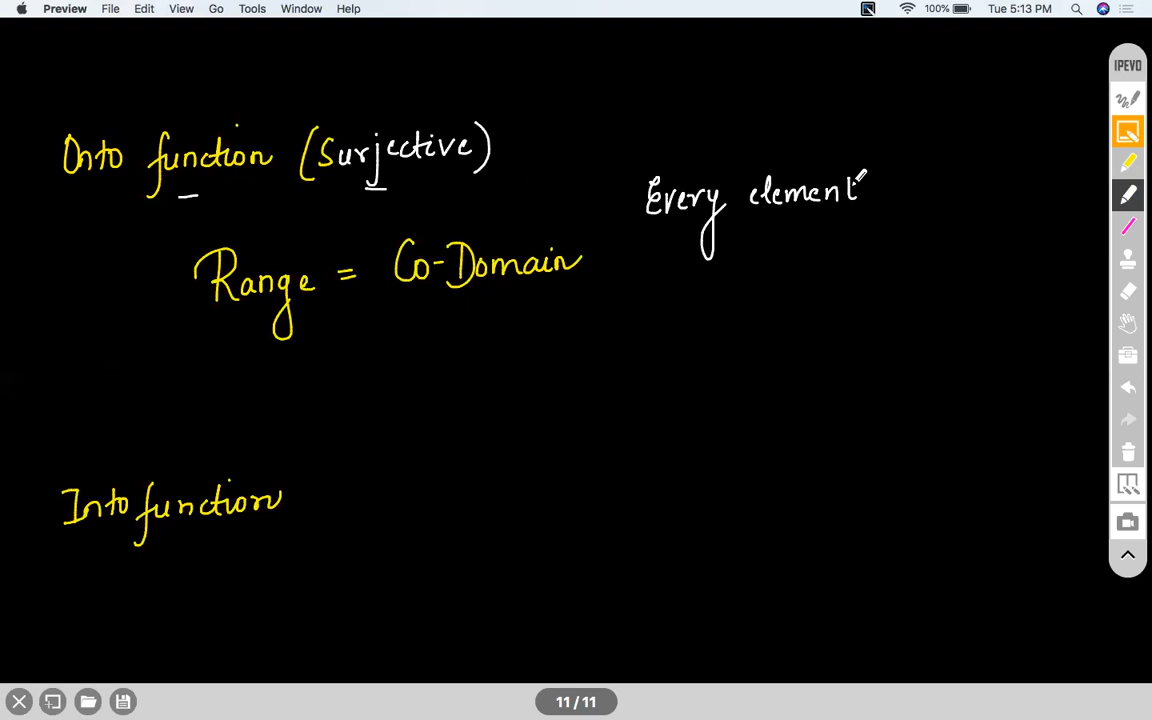 Preview File Edit View Go Tools Window Help 100% Tue 5:13 PM
IPEVO
Onto function (Surjective)
Every element
Range = Co-Domain
Into function
11/11